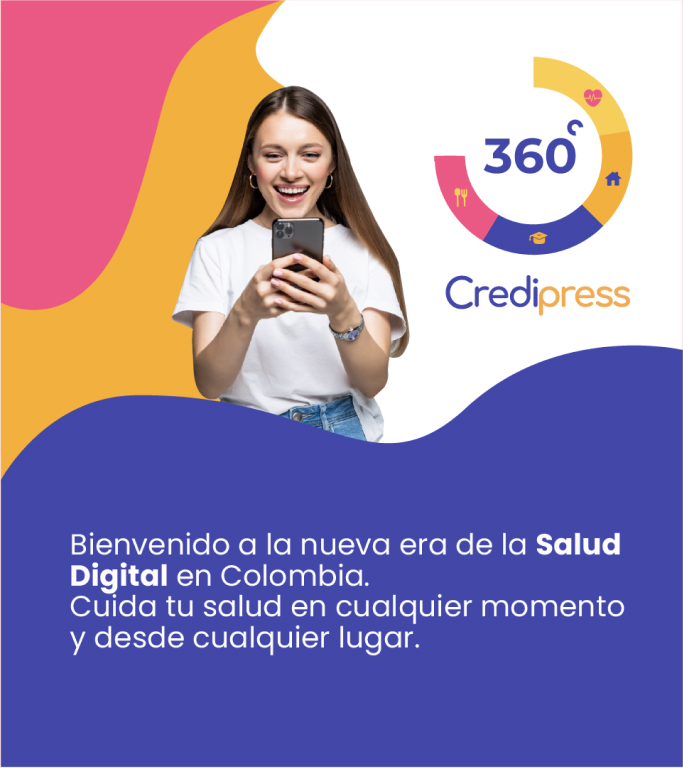 360°
Credipress
Bienvenido a la nueva era de la Salud
Digital en Colombia.
Cuida tu salud en cualquier momento
y desde cualquier lugar.